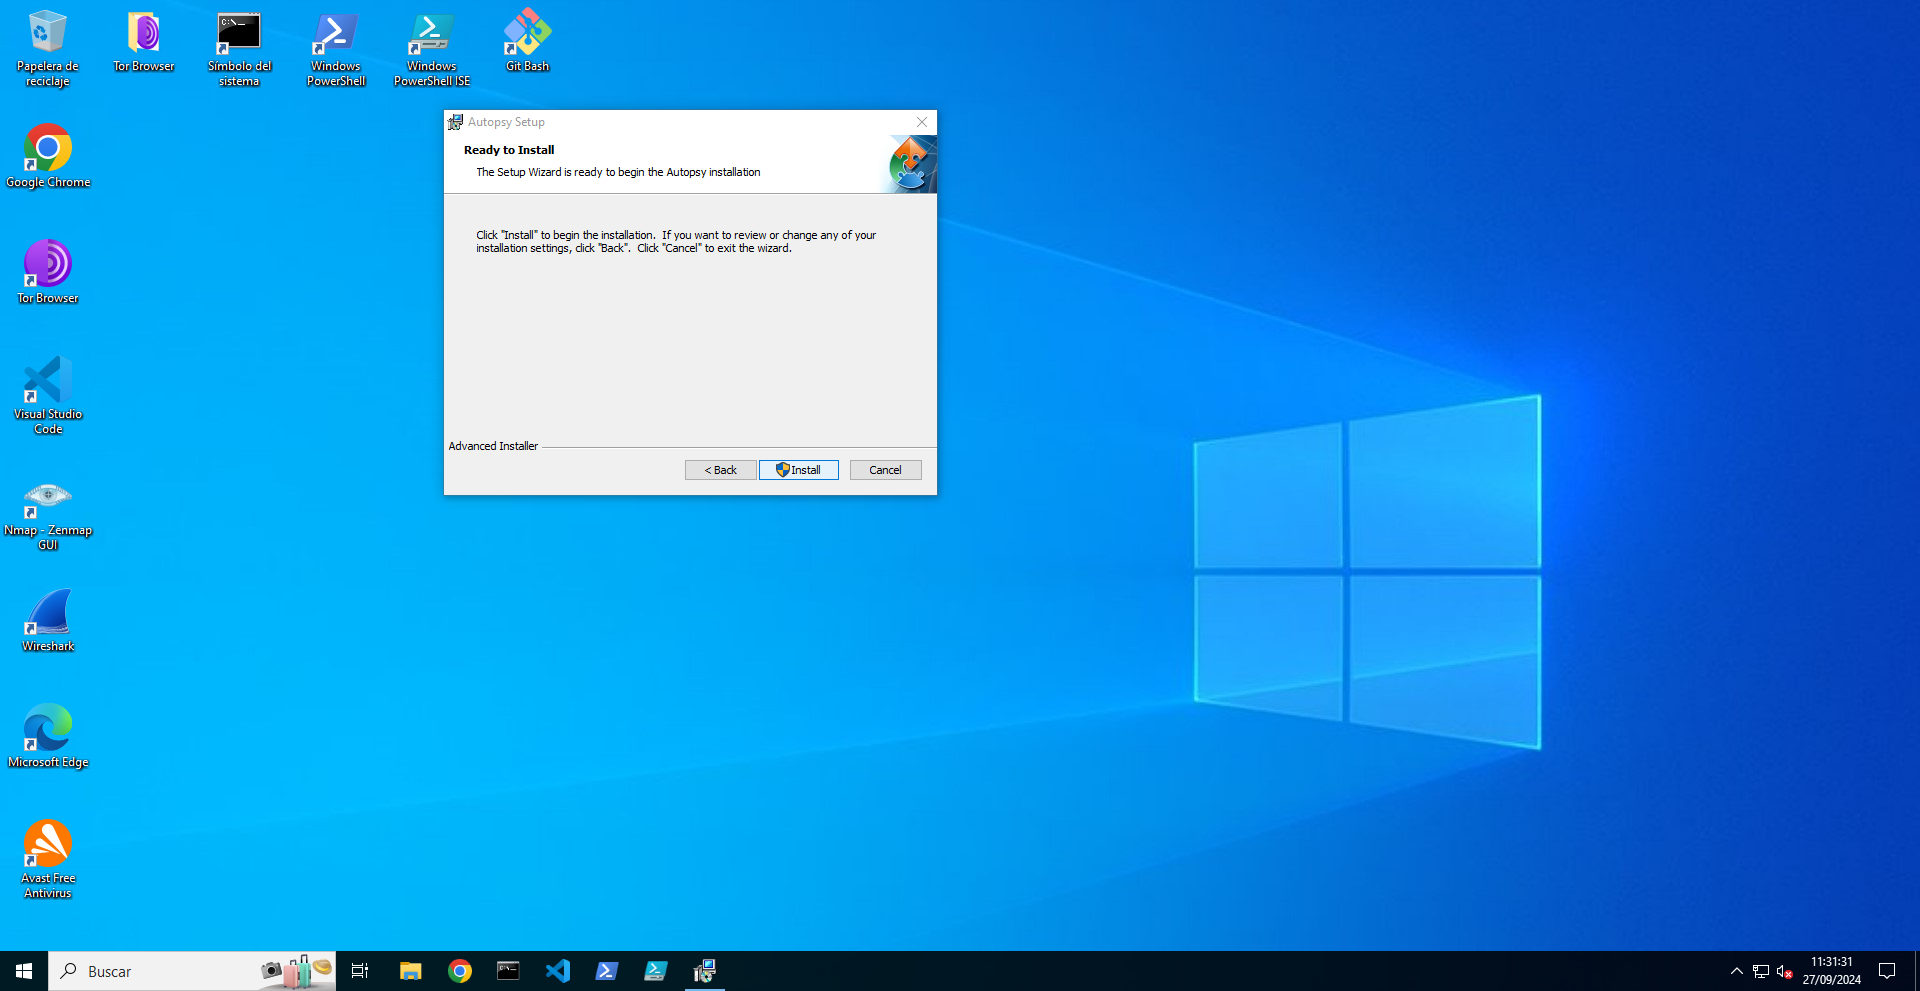 Papelera de
reciclaje
Tor Browser
C:\_
Símbolo del
sistema
Windows
PowerShell
Windows
PowerShell ISE
Git Bash
Google Chrome
Tor Browser
Visual Studio
Code
Nmap - Zenmap
GUI
Wireshark
Microsoft Edge
Avast Free
Antivirus
Autopsy Setup
Ready to Install
The Setup Wizard is ready to begin the Autopsy installation
Click "Install" to begin the installation.  If you want to review or change any of your
installation settings, click "Back".  Click "Cancel" to exit the wizard.
Advanced Installer
< Back
Install
Cancel
Buscar
11:31:31
27/09/2024